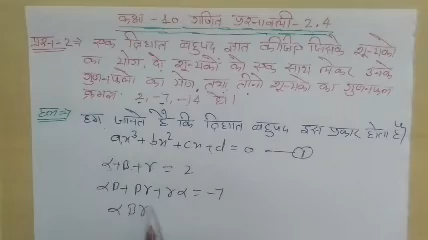 कक्षा - 10 गणित प्रश्नावली - 2.4
प्रश्न-2 एक त्रिघात बहुपद ज्ञात कीजिए जिसके शून्यकों
का योग, दो शून्यकों को एक साथ लेकर उनके
गुणनफलों का योग तथा तीनों शून्यकों का गुणनफल
क्रमशः 2, -7, -14 हो।
हल:- हम जानते हैं कि त्रिघात बहुपद इस प्रकार होता है।
ax³ + bx² + cx + d = 0 — ①
α + β + γ = 2
αβ + βγ + γα = -7
αβγ